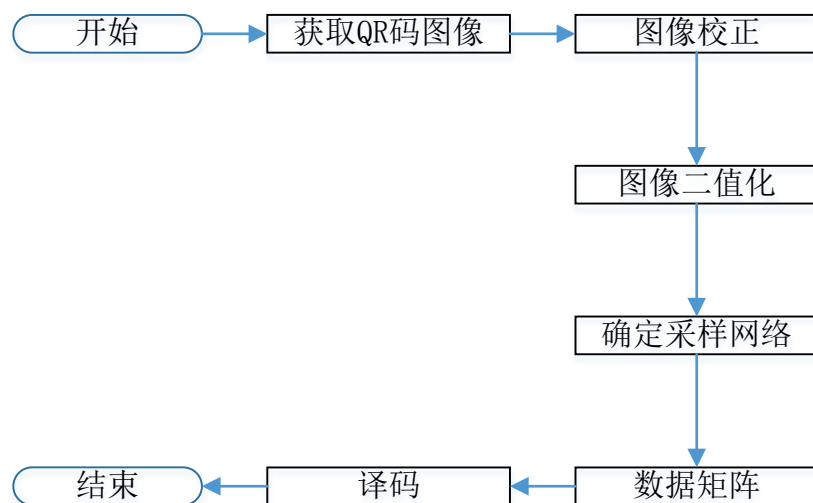 开始
获取QR码图像
图像校正
图像二值化
确定采样网络
数据矩阵
译码
结束